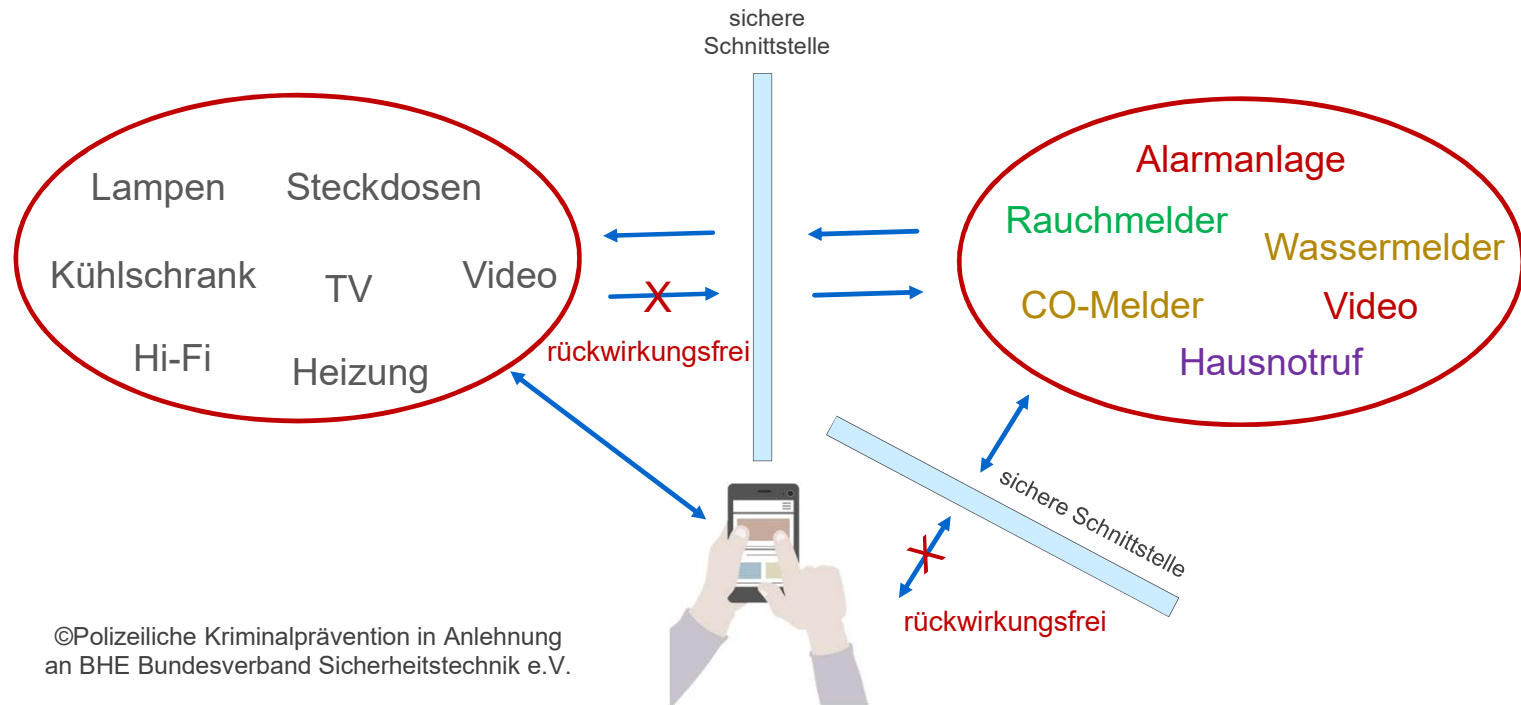 sichere
Schnittstelle
Lampen
Steckdosen
Kühlschrank
TV
Video
Hi-Fi
Heizung
X
rückwirkungsfrei
Alarmanlage
Rauchmelder
Wassermelder
CO-Melder
Video
Hausnotruf
sichere Schnittstelle
X
rückwirkungsfrei
©Polizeiliche Kriminalprävention in Anlehnung
an BHE Bundesverband Sicherheitstechnik e.V.